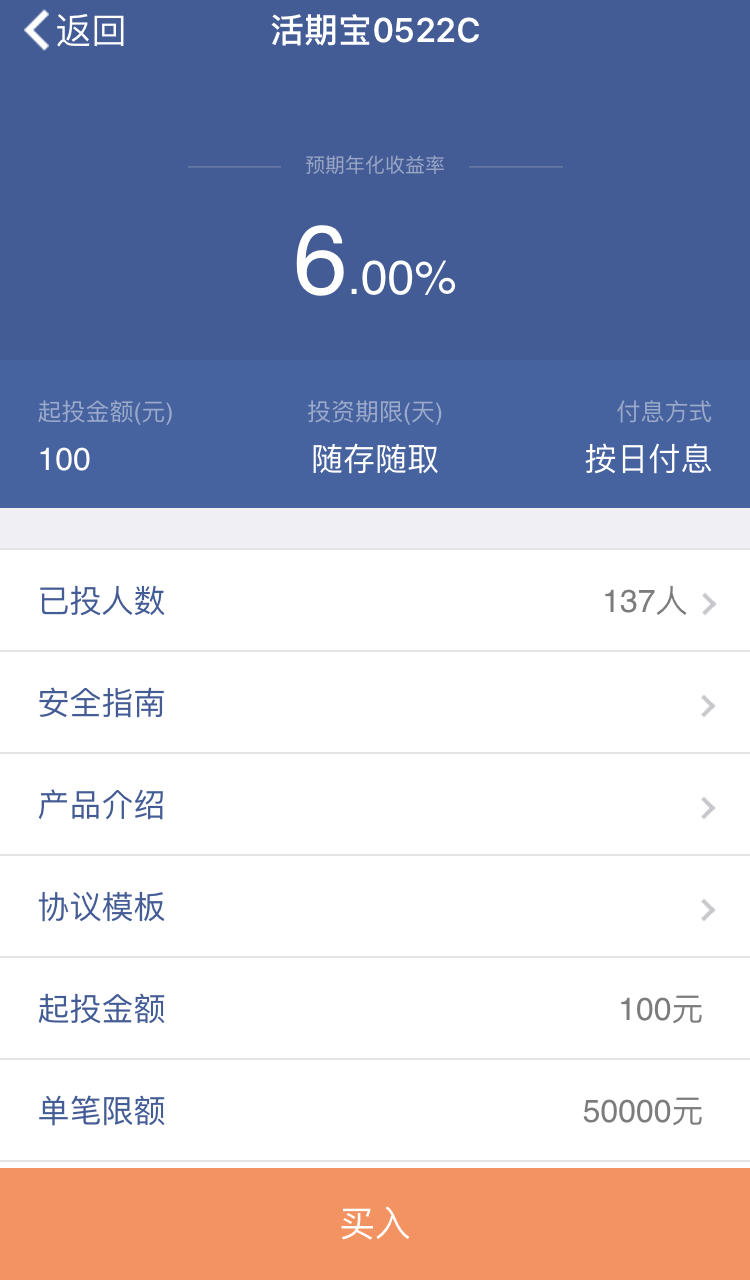 返回
活期宝0522C
预期年化收益率
6.00%
起投金额(元)
投资期限(天)
付息方式
100
随存随取
按日付息
已投人数
137人
安全指南
产品介绍
协议模板
起投金额
100元
单笔限额
50000元
买入